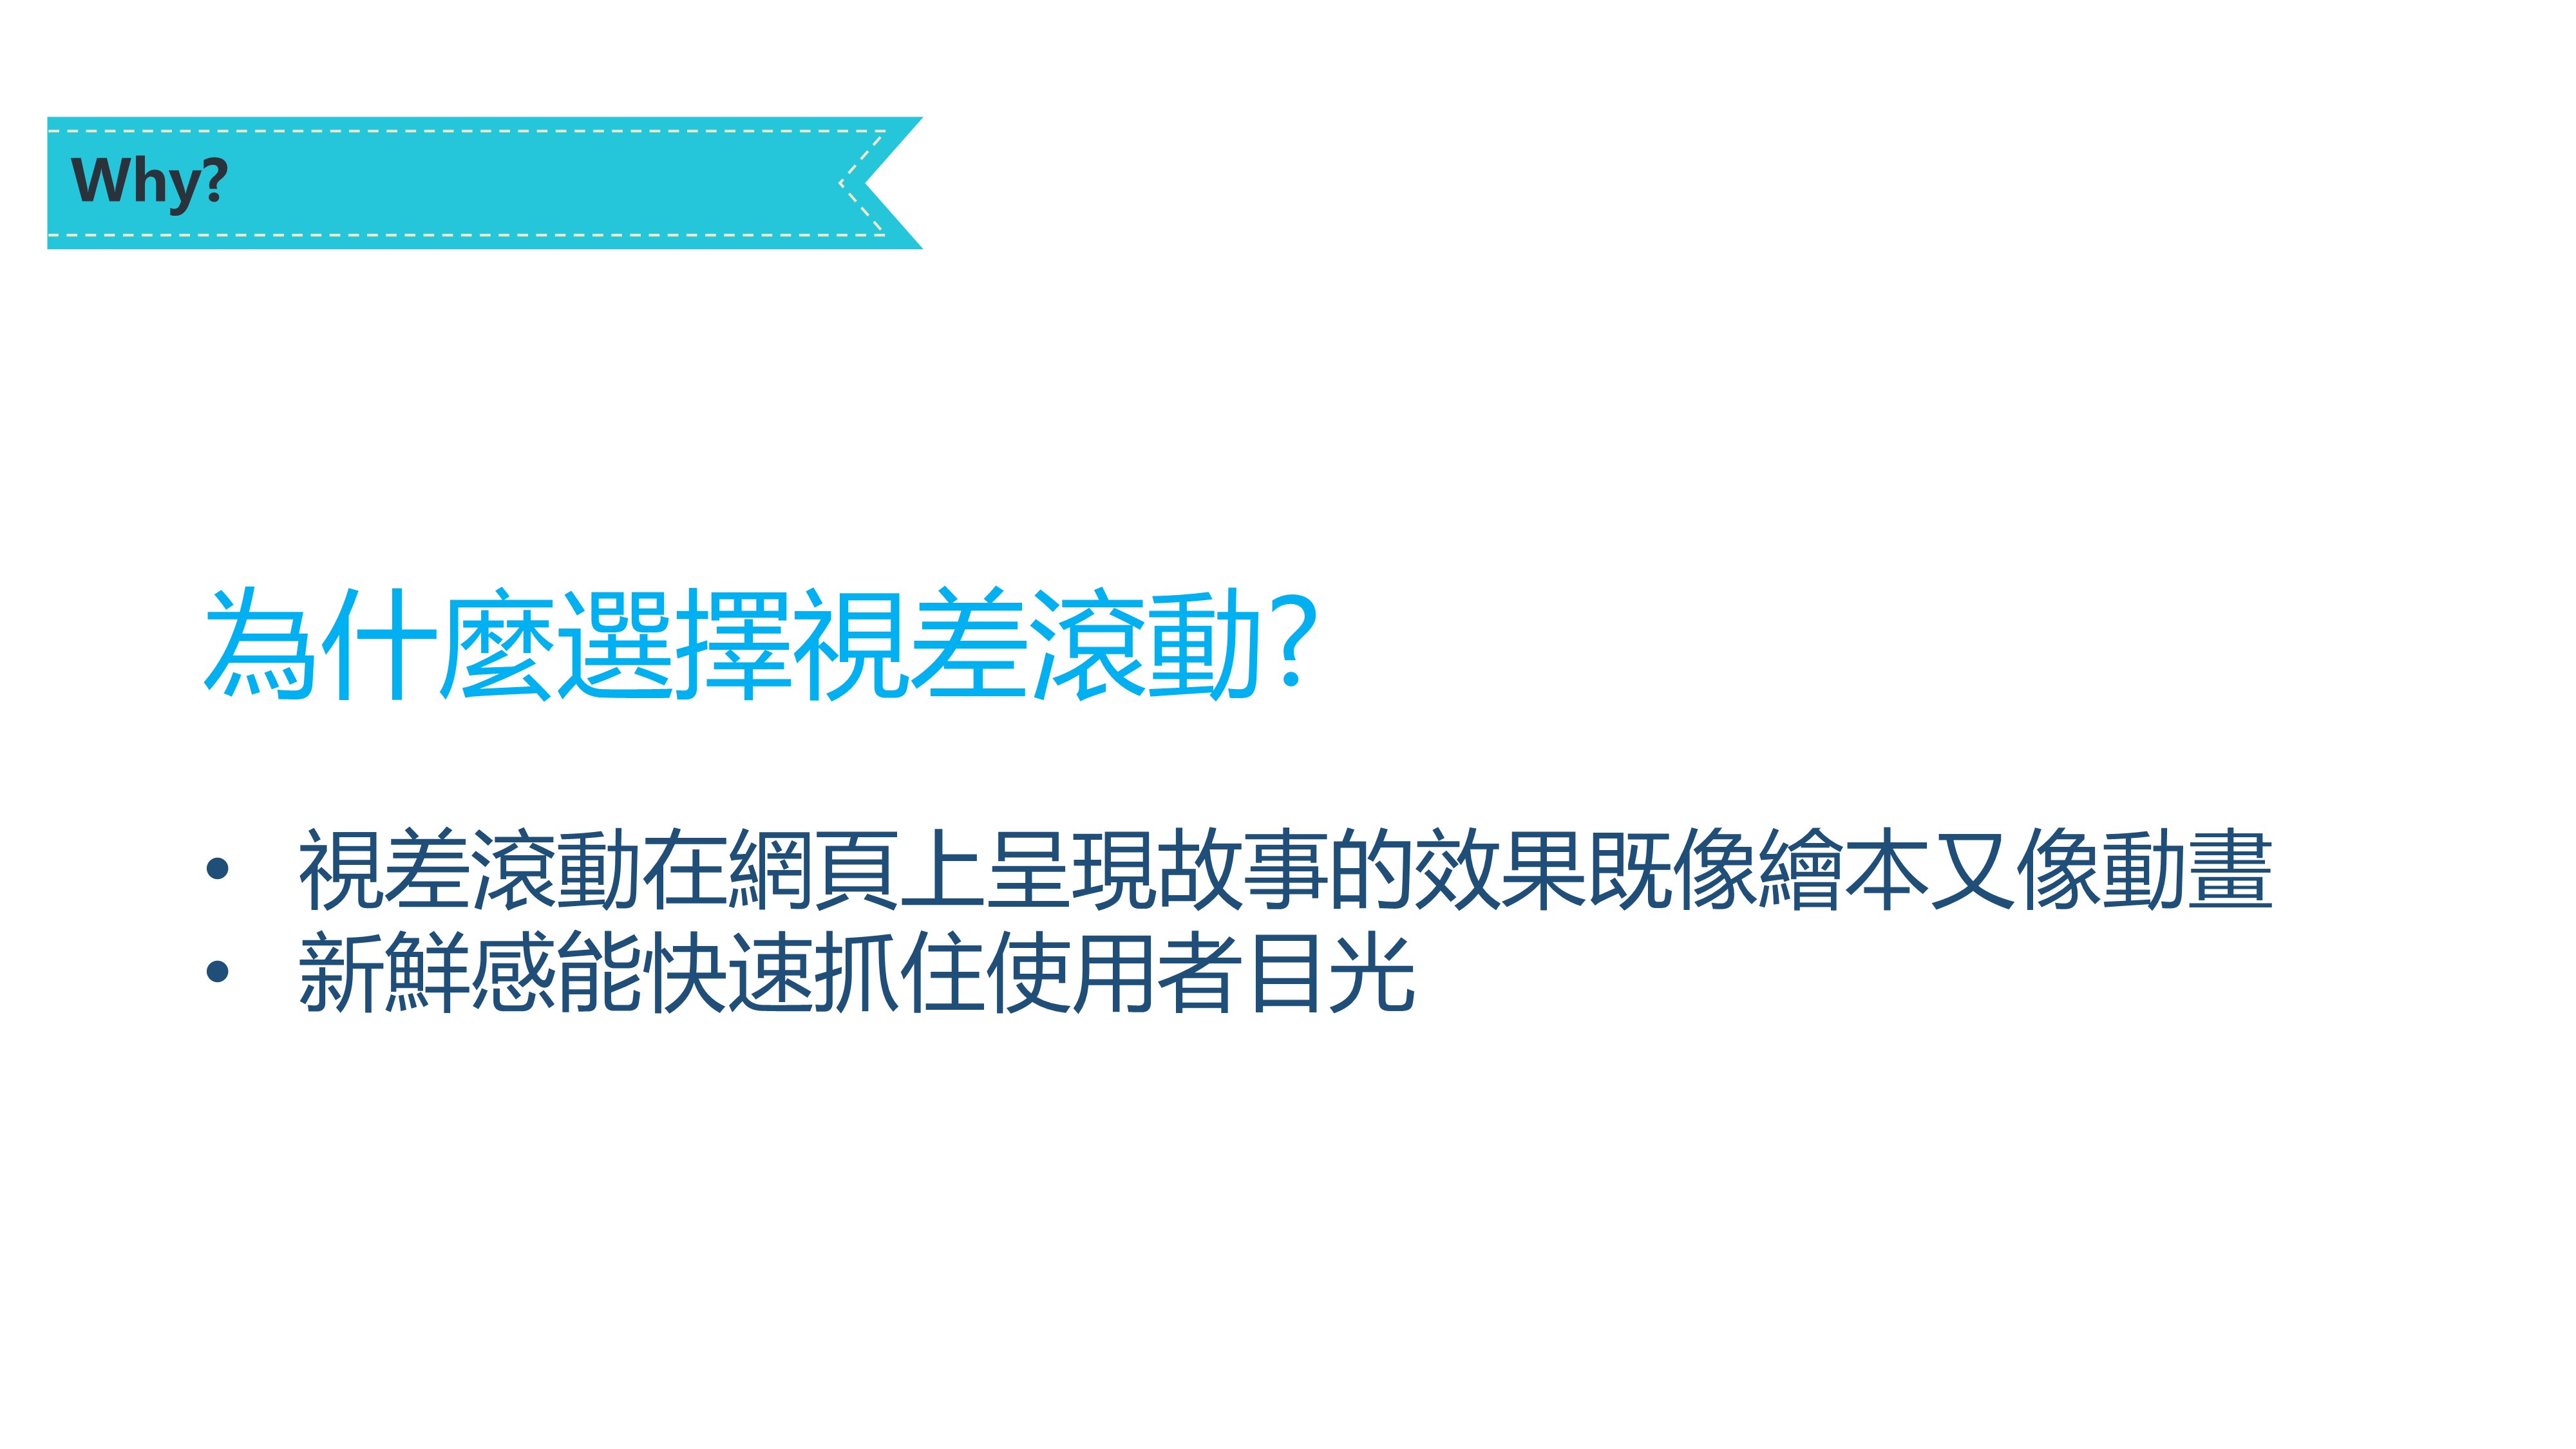 Why?
為什麼選擇視差滾動?
• 視差滾動在網頁上呈現故事的效果既像繪本又像動畫
• 新鮮感能快速抓住使用者目光